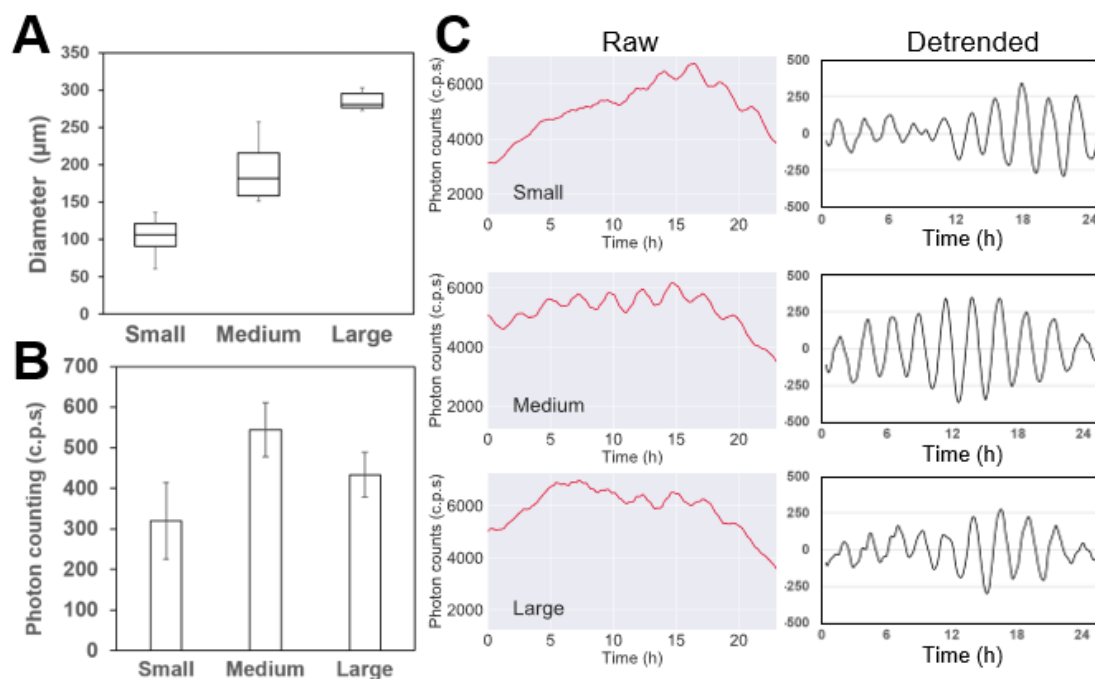 A
Diameter (μm)
350
300
250
200
150
100
50
0
Small Medium Large
B
Photon counting (c.p.s)
700
600
500
400
300
200
100
0
Small Medium Large
C
Raw Detrended
Photon counts (c.p.s)
6000
4000
2000
Small
0 5 10 15 20
Time (h)
500
250
0
-250
-500
0 6 12 18 24
Time (h)
Photon counts (c.p.s)
6000
4000
2000
Medium
0 5 10 15 20
Time (h)
500
250
0
-250
-500
0 6 12 18 24
Time (h)
Photon counts (c.p.s)
6000
4000
2000
Large
0 5 10 15 20
Time (h)
500
250
0
-250
-500
0 6 12 18 24
Time (h)